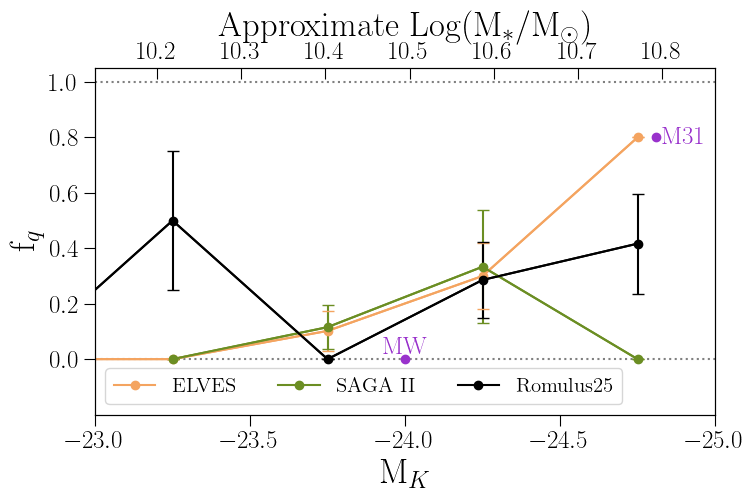 Approximate Log(M*/M☉)
10.2 10.3 10.4 10.5 10.6 10.7 10.8
1.0
0.8
0.6
0.4
0.2
0.0
f_q
M31
MW
ELVES SAGA II Romulus25
−23.0 −23.5 −24.0 −24.5 −25.0
M_K